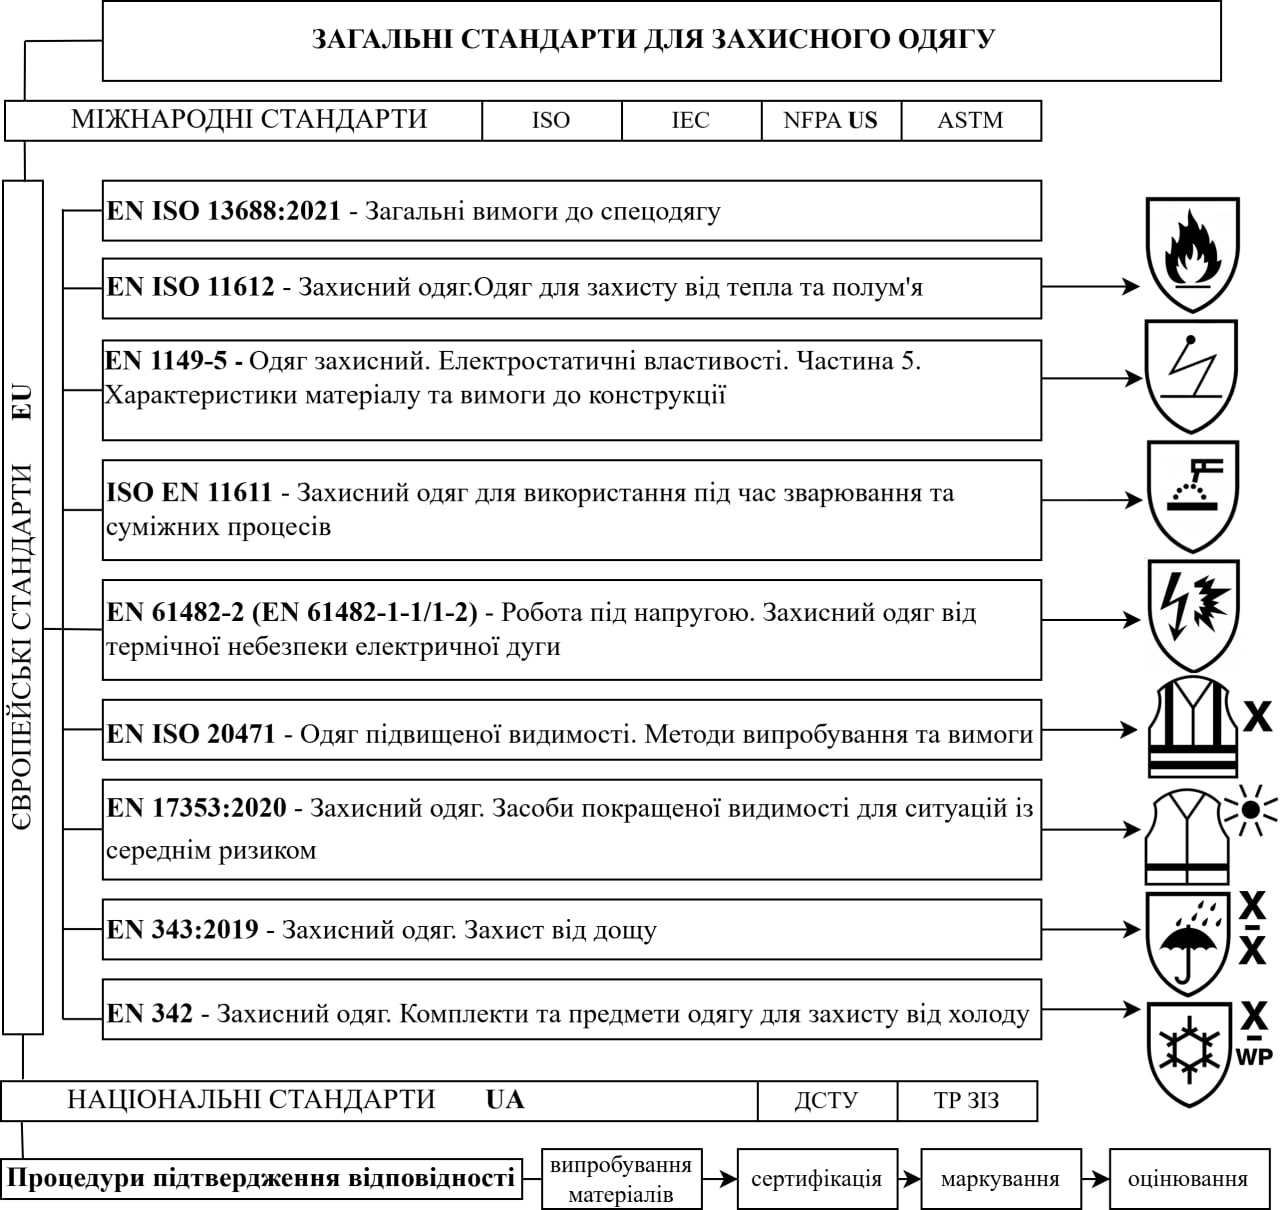 ЗАГАЛЬНІ СТАНДАРТИ ДЛЯ ЗАХИСНОГО ОДЯГУ
МІЖНАРОДНІ СТАНДАРТИ
ISO
IEC
NFPA US
ASTM
ЄВРОПЕЙСЬКІ СТАНДАРТИ EU
EN ISO 13688:2021 - Загальні вимоги до спецодягу
EN ISO 11612 - Захисний одяг.Одяг для захисту від тепла та полум'я
EN 1149-5 - Одяг захисний. Електростатичні властивості. Частина 5.
Характеристики матеріалу та вимоги до конструкції
ISO EN 11611 - Захисний одяг для використання під час зварювання та
суміжних процесів
EN 61482-2 (EN 61482-1-1/1-2) - Робота під напругою. Захисний одяг від
термічної небезпеки електричної дуги
EN ISO 20471 - Одяг підвищеної видимості. Методи випробування та вимоги
X
EN 17353:2020 - Захисний одяг. Засоби покращеної видимості для ситуацій із
середнім ризиком
EN 343:2019 - Захисний одяг. Захист від дощу
X
X
EN 342 - Захисний одяг. Комплекти та предмети одягу для захисту від холоду
X
WP
НАЦІОНАЛЬНІ СТАНДАРТИ UA
ДСТУ
ТР ЗІЗ
Процедури підтвердження відповідності
випробування
матеріалів
сертифікація
маркування
оцінювання